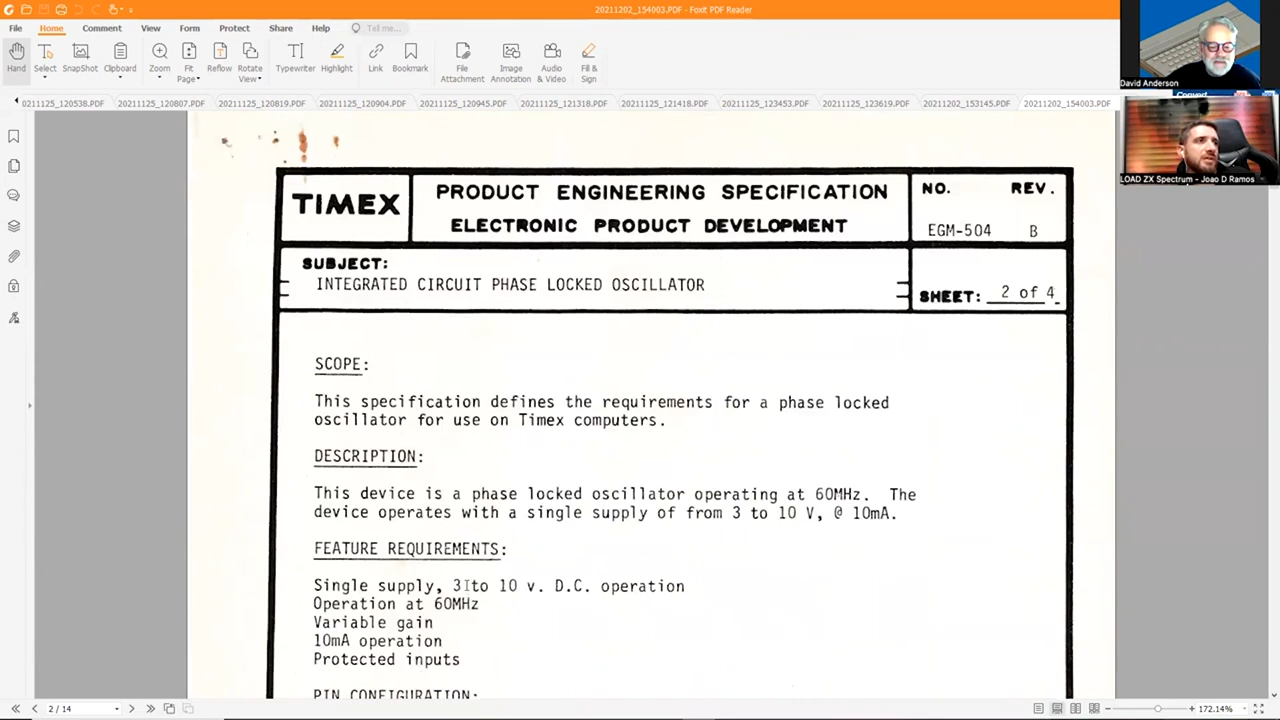 20211202_154003.PDF - Foxit PDF Reader
File Home Comment View Form Protect Share Help Tell me...
Hand Select SnapShot Clipboard Zoom Fit Page Reflow Rotate View Typewriter Highlight Link Bookmark File Attachment Image Annotation Audio & Video Fill & Sign
20211125_120538.PDF 20211125_120807.PDF 20211125_120819.PDF 20211125_120904.PDF 20211125_120945.PDF 20211125_121318.PDF 20211125_121418.PDF 20211125_123453.PDF 20211125_123619.PDF 20211202_153145.PDF 20211202_154003.PDF
David Anderson
Convert
LOAD ZX Spectrum - Joao D Ramos
TIMEX
PRODUCT ENGINEERING SPECIFICATION
ELECTRONIC PRODUCT DEVELOPMENT
NO. REV.
EGM-504 B
SUBJECT:
INTEGRATED CIRCUIT PHASE LOCKED OSCILLATOR
SHEET: 2 of 4
SCOPE:
This specification defines the requirements for a phase locked
oscillator for use on Timex computers.
DESCRIPTION:
This device is a phase locked oscillator operating at 60MHz. The
device operates with a single supply of from 3 to 10 V, @ 10mA.
FEATURE REQUIREMENTS:
Single supply, 3 to 10 v. D.C. operation
Operation at 60MHz
Variable gain
10mA operation
Protected inputs
PIN CONFIGURATION:
2 / 14
172.14%